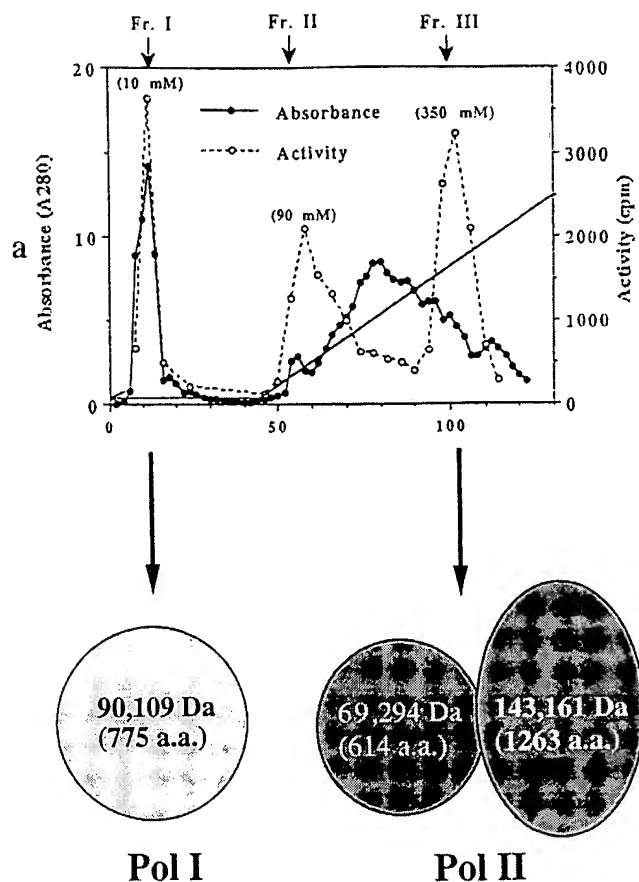 Fr. I Fr. II Fr. III
20 4000
(10 mM)
Absorbance (350 mM)
Activity
3000
(90 mM)
a Absorbance (A280) 10 2000 Activity (cpm)
1000
0 0
0 50 100
90,109 Da
(775 a.a.)
69,294 Da
(614 a.a.)
143,161 Da
(1263 a.a.)
Pol I Pol II